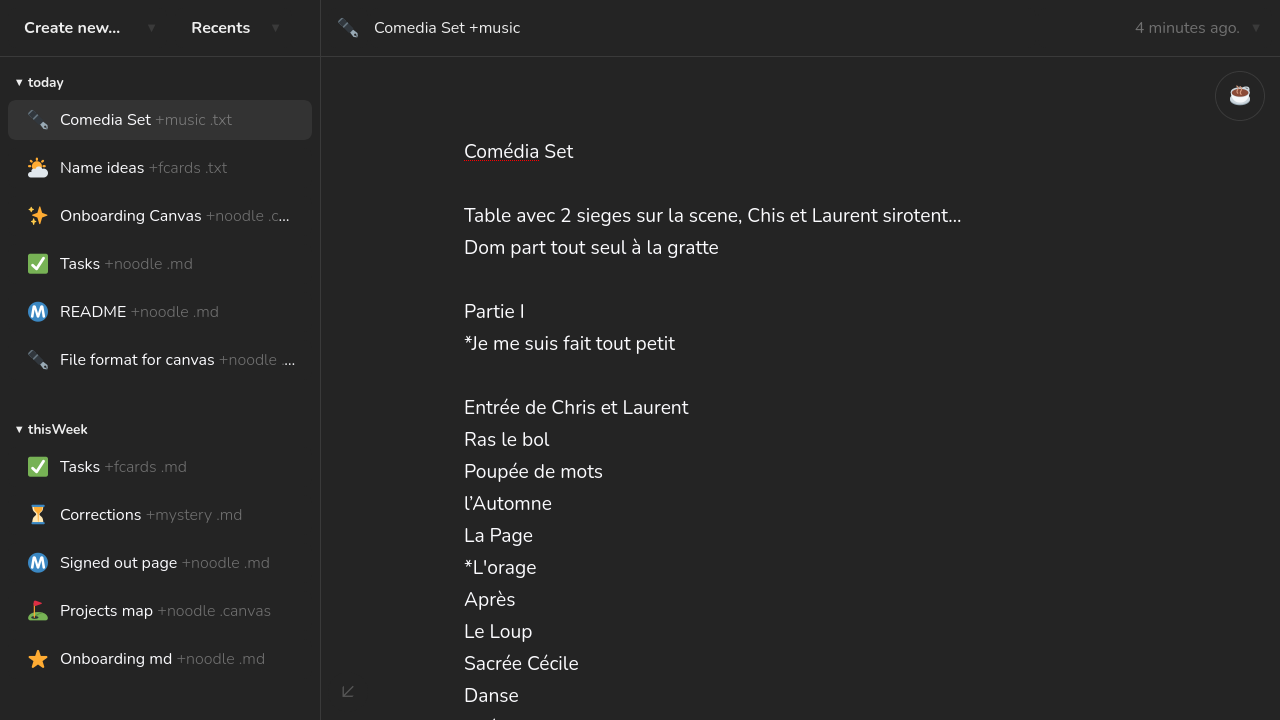 Create new...
Recents
Comedia Set +music
4 minutes ago.
today
Comedia Set +music .txt
Name ideas +fcards .txt
Onboarding Canvas +noodle .c...
Tasks +noodle .md
README +noodle .md
File format for canvas +noodle ....
thisWeek
Tasks +fcards .md
Corrections +mystery .md
Signed out page +noodle .md
Projects map +noodle .canvas
Onboarding md +noodle .md
Comédia Set
Table avec 2 sieges sur la scene, Chis et Laurent sirotent...
Dom part tout seul à la gratte
Partie I
*Je me suis fait tout petit
Entrée de Chris et Laurent
Ras le bol
Poupée de mots
l’Automne
La Page
*L'orage
Après
Le Loup
Sacrée Cécile
Danse